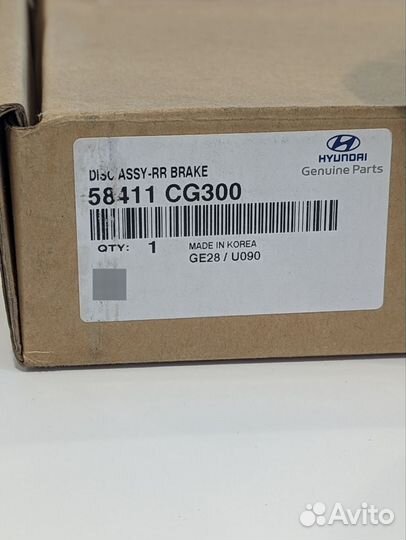 HYUNDAI
Genuine Parts
DISC ASSY-RR BRAKE
58411 CG300
QTY: 1 MADE IN KOREA
GE28 / U090
Avito